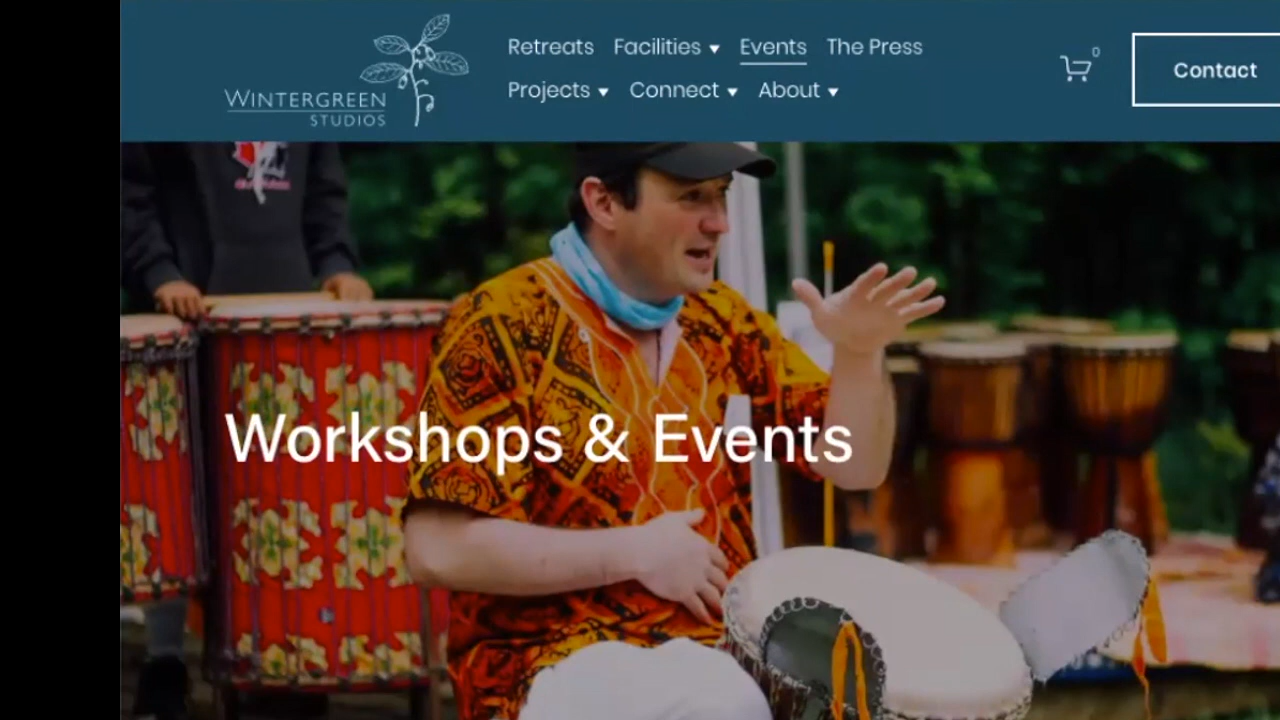 Retreats Facilities ▼ Events The Press
Projects ▼ Connect ▼ About ▼
WINTERGREEN
STUDIOS
0
Contact
Workshops & Events